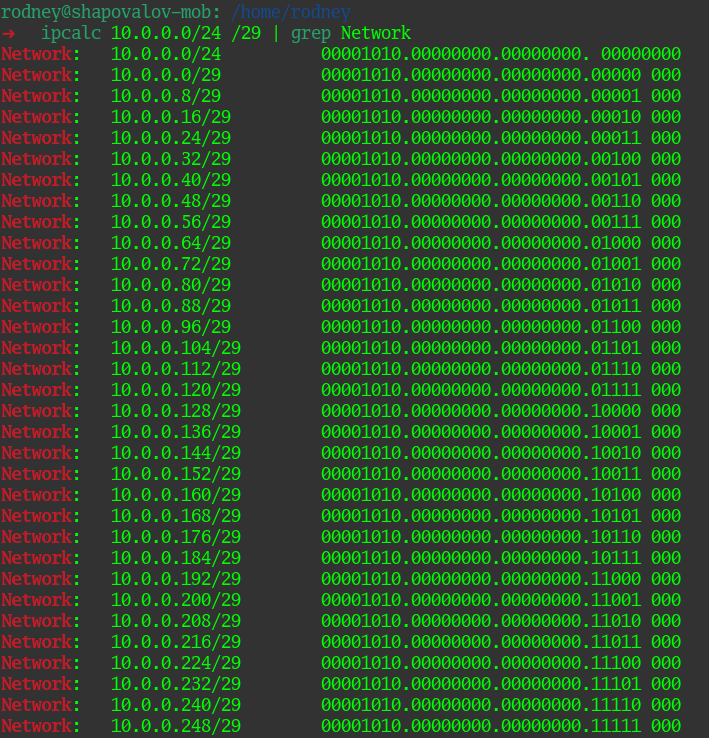 rodney@shapovalov-mob: /home/rodney
→ ipcalc 10.0.0.0/24 /29 | grep Network
Network: 10.0.0.0/24 00001010.00000000.00000000. 00000000
Network: 10.0.0.0/29 00001010.00000000.00000000.00000 000
Network: 10.0.0.8/29 00001010.00000000.00000000.00001 000
Network: 10.0.0.16/29 00001010.00000000.00000000.00010 000
Network: 10.0.0.24/29 00001010.00000000.00000000.00011 000
Network: 10.0.0.32/29 00001010.00000000.00000000.00100 000
Network: 10.0.0.40/29 00001010.00000000.00000000.00101 000
Network: 10.0.0.48/29 00001010.00000000.00000000.00110 000
Network: 10.0.0.56/29 00001010.00000000.00000000.00111 000
Network: 10.0.0.64/29 00001010.00000000.00000000.01000 000
Network: 10.0.0.72/29 00001010.00000000.00000000.01001 000
Network: 10.0.0.80/29 00001010.00000000.00000000.01010 000
Network: 10.0.0.88/29 00001010.00000000.00000000.01011 000
Network: 10.0.0.96/29 00001010.00000000.00000000.01100 000
Network: 10.0.0.104/29 00001010.00000000.00000000.01101 000
Network: 10.0.0.112/29 00001010.00000000.00000000.01110 000
Network: 10.0.0.120/29 00001010.00000000.00000000.01111 000
Network: 10.0.0.128/29 00001010.00000000.00000000.10000 000
Network: 10.0.0.136/29 00001010.00000000.00000000.10001 000
Network: 10.0.0.144/29 00001010.00000000.00000000.10010 000
Network: 10.0.0.152/29 00001010.00000000.00000000.10011 000
Network: 10.0.0.160/29 00001010.00000000.00000000.10100 000
Network: 10.0.0.168/29 00001010.00000000.00000000.10101 000
Network: 10.0.0.176/29 00001010.00000000.00000000.10110 000
Network: 10.0.0.184/29 00001010.00000000.00000000.10111 000
Network: 10.0.0.192/29 00001010.00000000.00000000.11000 000
Network: 10.0.0.200/29 00001010.00000000.00000000.11001 000
Network: 10.0.0.208/29 00001010.00000000.00000000.11010 000
Network: 10.0.0.216/29 00001010.00000000.00000000.11011 000
Network: 10.0.0.224/29 00001010.00000000.00000000.11100 000
Network: 10.0.0.232/29 00001010.00000000.00000000.11101 000
Network: 10.0.0.240/29 00001010.00000000.00000000.11110 000
Network: 10.0.0.248/29 00001010.00000000.00000000.11111 000